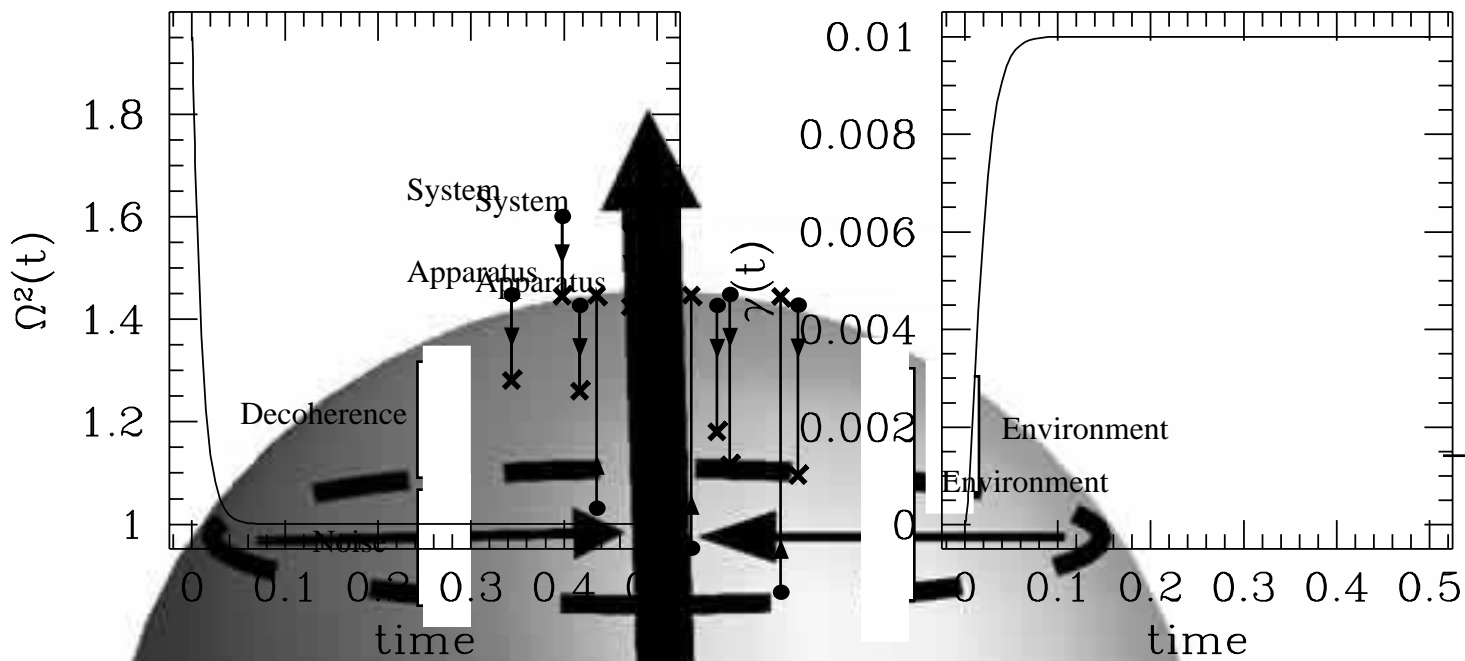 0.01
1.8
0.008
System
System
1.6
0.006
Ω²(t)
γ(t)
Apparatus
Apparatus
1.4
0.004
Decoherence
1.2
0.002
Environment
Environment
1
0
Noise
0 0.1 0.2 0.3 0.4
0 0.1 0.2 0.3 0.4 0.5
time
time